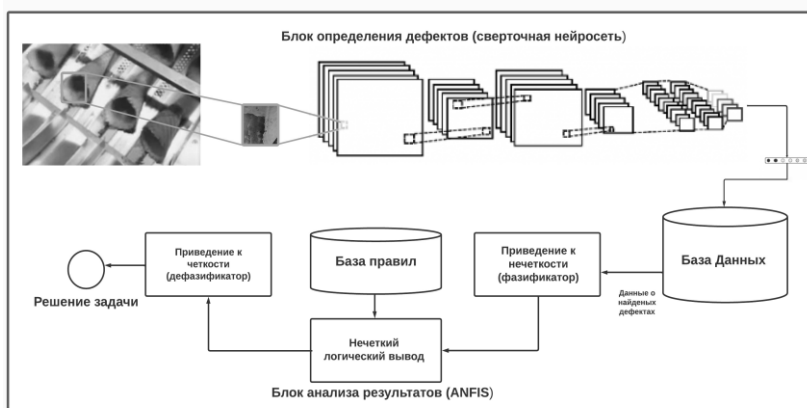 Блок определения дефектов (сверточная нейросеть)
База Данных
Данные о
найденых
дефектах
Приведение к
нечеткости
(фазификатор)
База правил
Приведение к
четкости
(дефазификатор)
Решение задачи
Нечеткий
логический вывод
Блок анализа результатов (ANFIS)